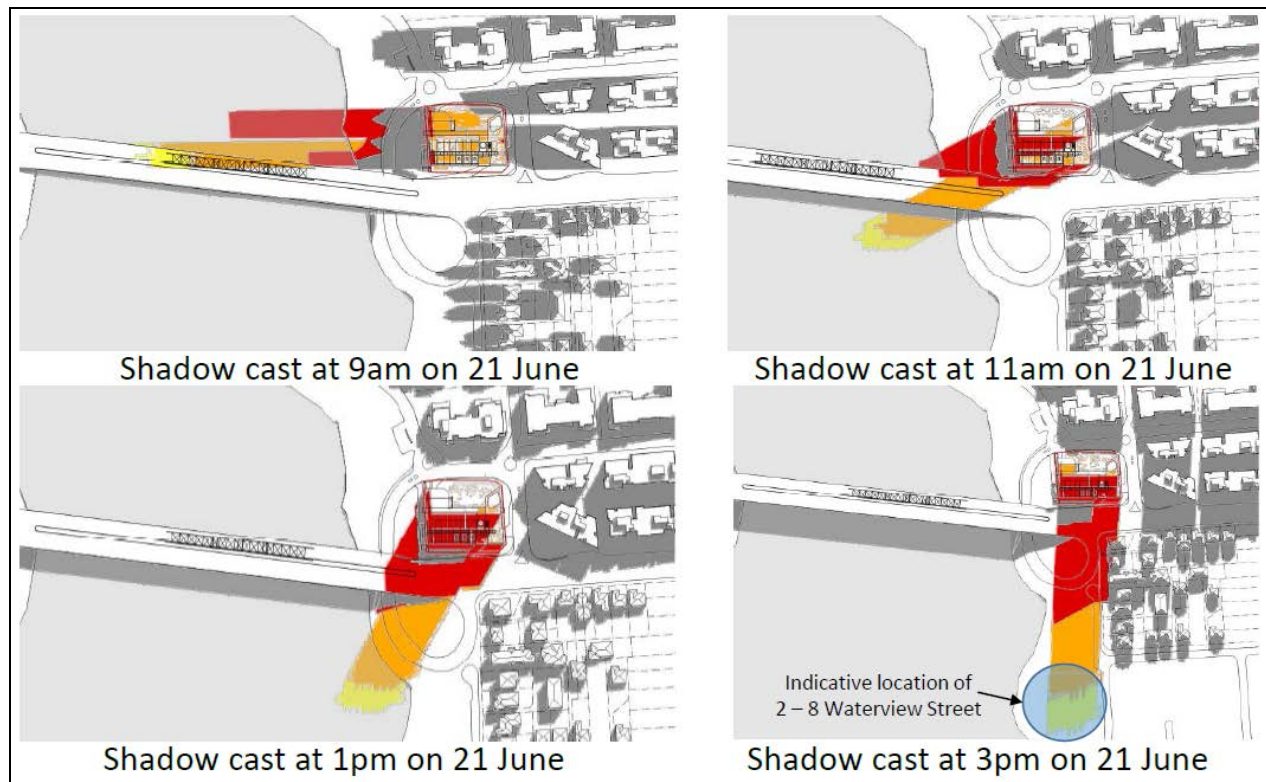 Shadow cast at 9am on 21 June
Shadow cast at 11am on 21 June
Indicative location of
2 – 8 Waterview Street
Shadow cast at 1pm on 21 June
Shadow cast at 3pm on 21 June